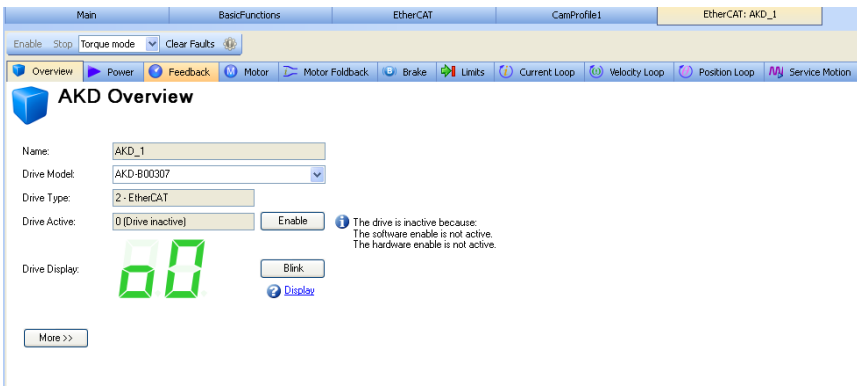 Main BasicFunctions EtherCAT CamProfile1 EtherCAT: AKD_1
Enable Stop Torque mode Clear Faults
Overview Power Feedback Motor Motor Foldback Brake Limits Current Loop Velocity Loop Position Loop Service Motion
AKD Overview
Name: AKD_1
Drive Model: AKD-B00307
Drive Type: 2 - EtherCAT
Drive Active: 0 (Drive inactive) Enable The drive is inactive because:
The software enable is not active.
The hardware enable is not active.
Drive Display: o0 Blink
Display
More >>